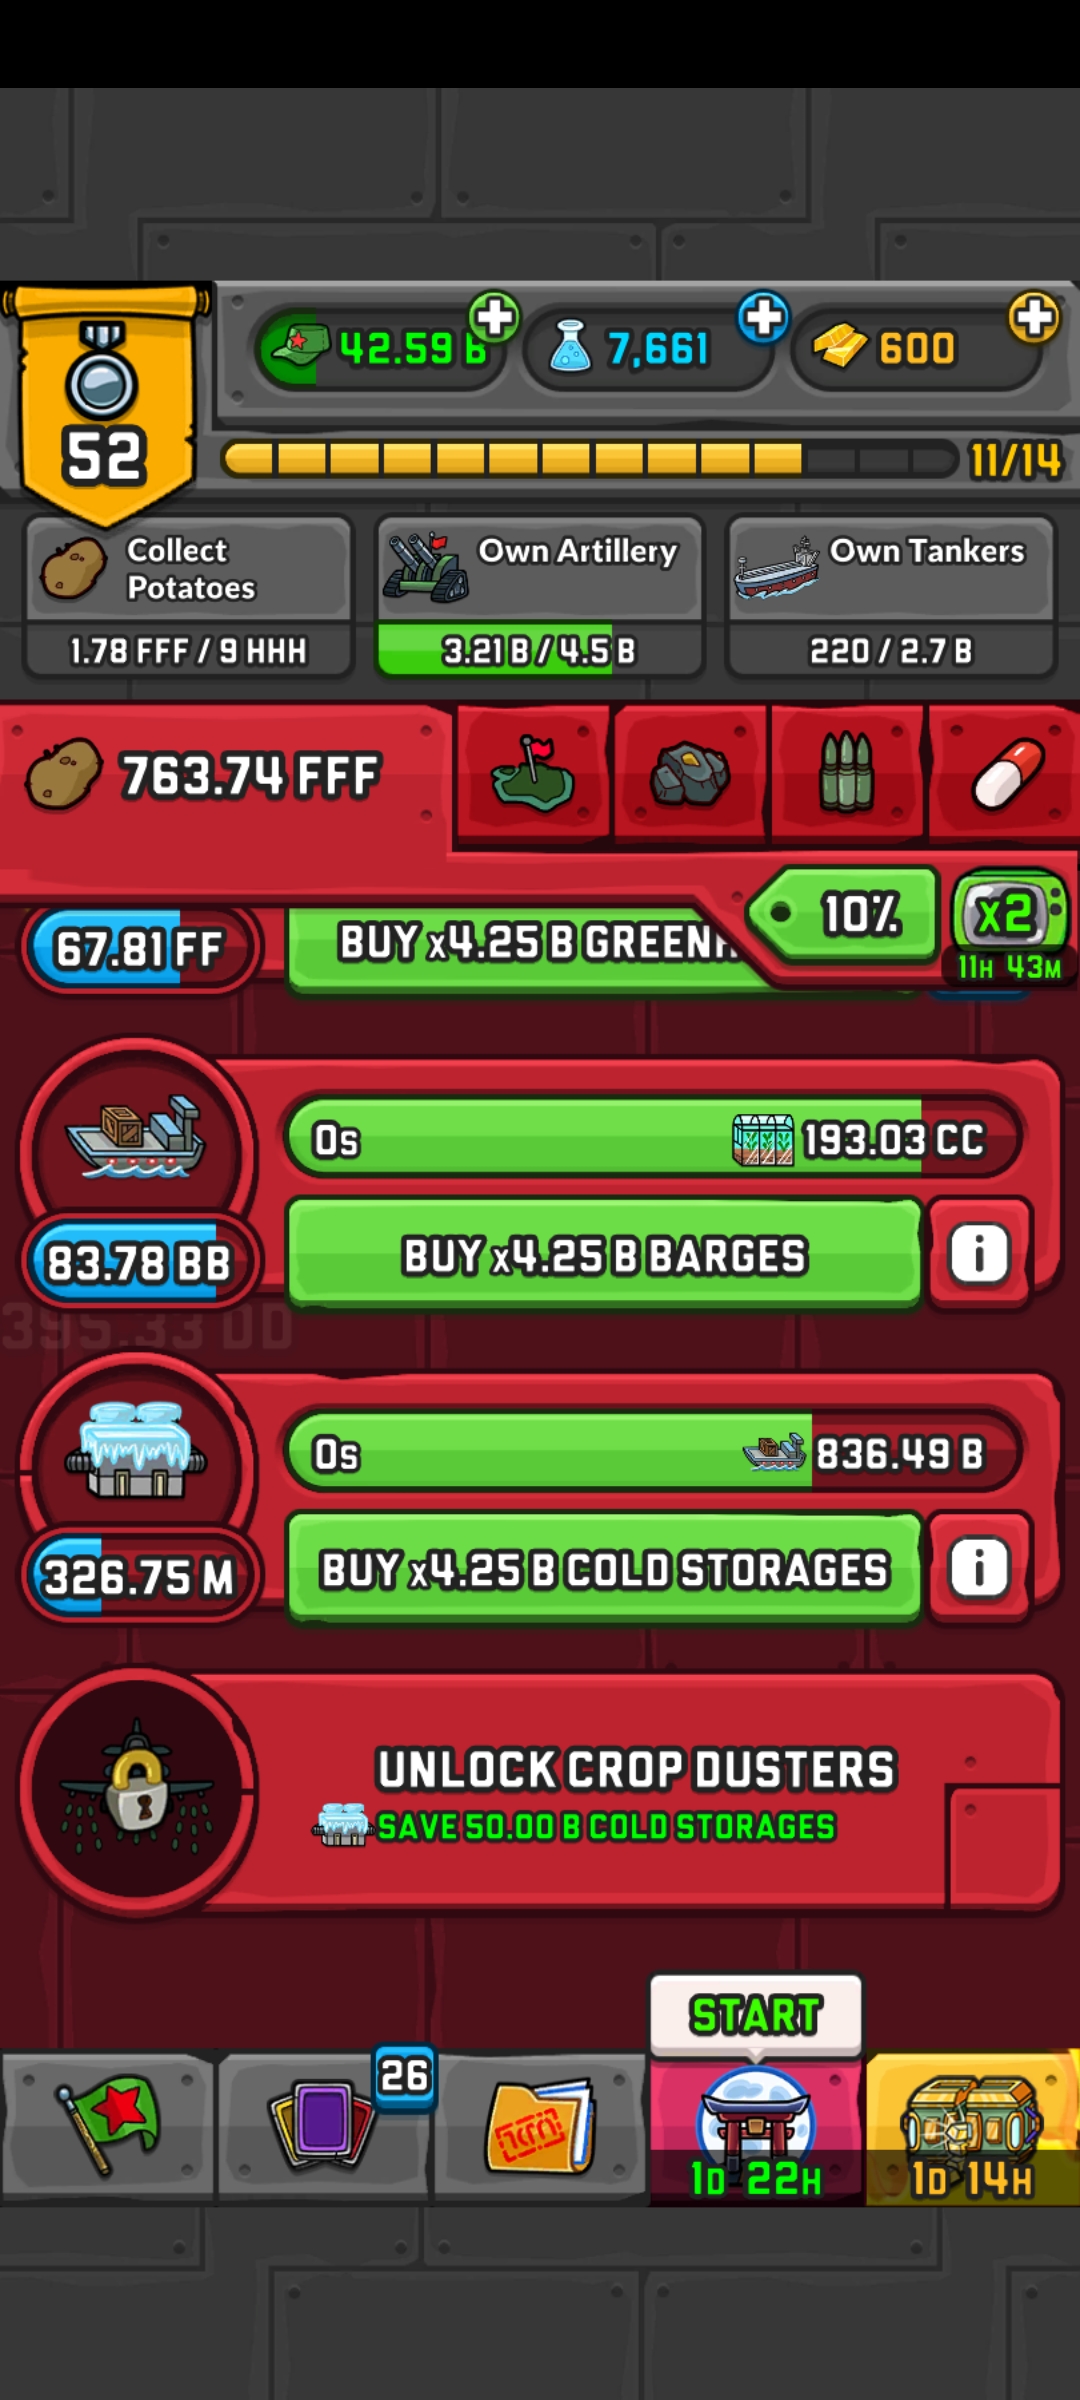 42.59 B
7,661
600
52
11/14
Collect
Potatoes
Own Artillery
Own Tankers
1.78 FFF / 9 HHH
3.21 B / 4.5 B
220 / 2.7 B
763.74 FFF
10%
x2
11H 43M
67.81 FF
BUY x4.25 B
0s
193.03 CC
83.78 BB
BUY x4.25 B BARGES
i
395.33 DD
0s
836.49 B
326.75 M
BUY x4.25 B COLD STORAGES
i
UNLOCK CROP DUSTERS
SAVE 50.00 B COLD STORAGES
START
26
1D 22H
1D 14H